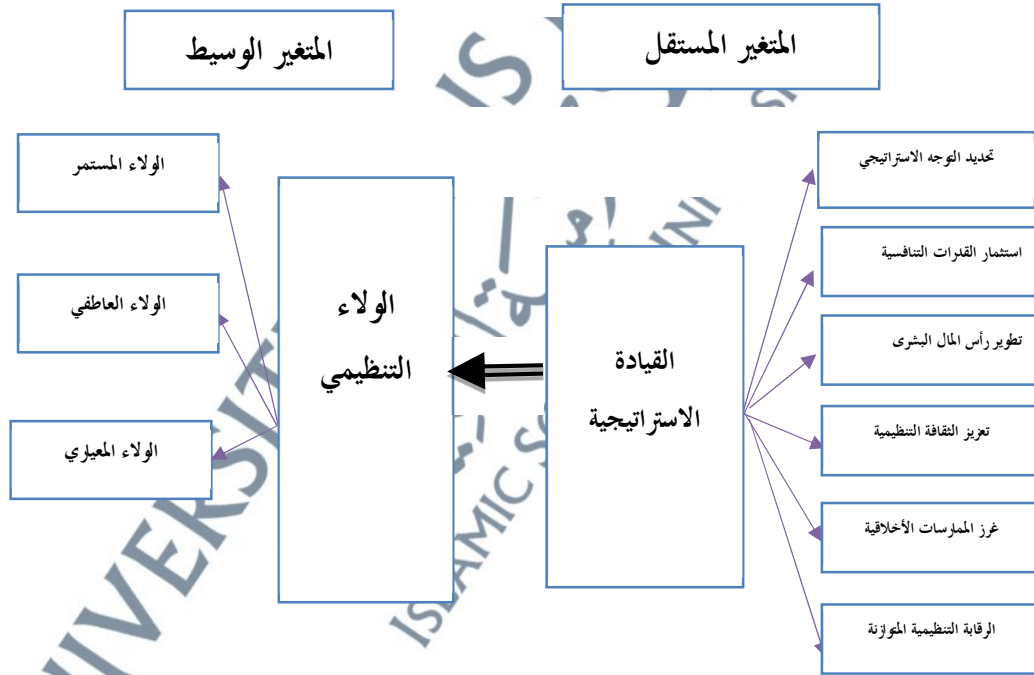 المتغير المستقل
المتغير الوسيط
تحديد التوجه الاستراتيجي
استثمار القدرات التنافسية
تطوير رأس المال البشرى
تعزيز الثقافة التنظيمية
غرز الممارسات الأخلاقية
الرقابة التنظيمية المتوازنة
القيادة
الاستراتيجية
الولاء
التنظيمي
الولاء المستمر
الولاء العاطفي
الولاء المعياري
ISLAMIC